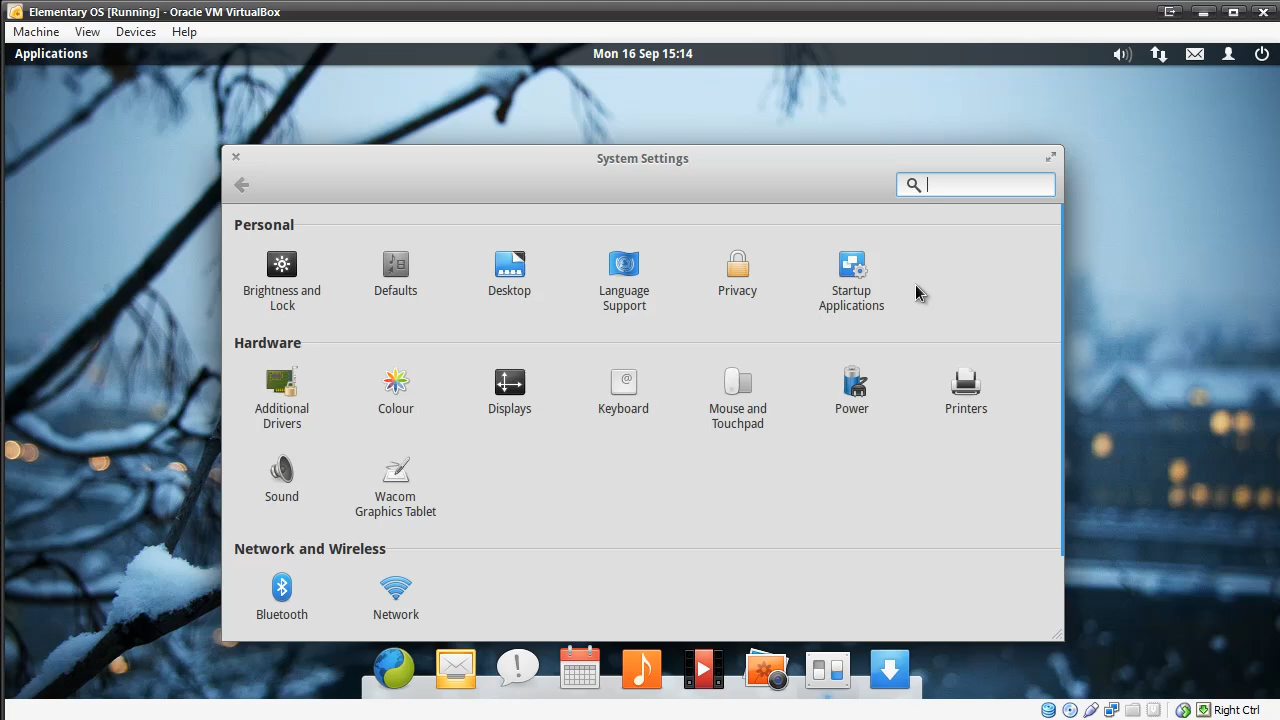 Elementary OS [Running] - Oracle VM VirtualBox
Machine View Devices Help
Applications Mon 16 Sep 15:14
System Settings
Personal
Brightness and Lock
Defaults
Desktop
Language Support
Privacy
Startup Applications
Hardware
Additional Drivers
Colour
Displays
Keyboard
Mouse and Touchpad
Power
Printers
Sound
Wacom Graphics Tablet
Network and Wireless
Bluetooth
Network
Right Ctrl